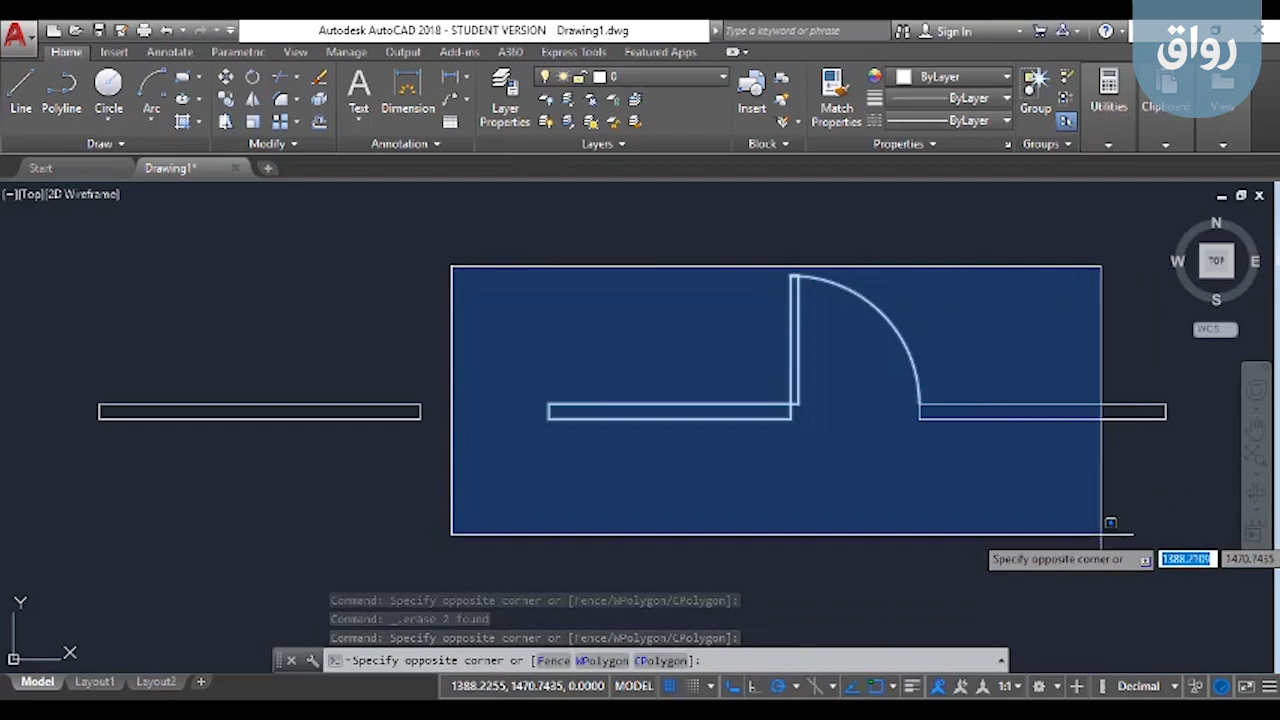 Autodesk AutoCAD 2018 - STUDENT VERSION Drawing1.dwg
Type a keyword or phrase
Sign In
رواق
Home Insert Annotate Parametric View Manage Output Add-ins A360 Express Tools Featured Apps
Line Polyline Circle Arc
Text Dimension
Layer Properties
0
Insert
Match Properties
ByLayer
ByLayer
ByLayer
Group
Utilities
Clipboard
View
Draw Modify Annotation Layers Block Properties Groups
Start Drawing1*
[−][Top][2D Wireframe]
N
W TOP E
S
WCS
Specify opposite corner or 1388.2109 1470.7435
Y
X
Command: Specify opposite corner or [Fence/WPolygon/CPolygon]:
Command: _.erase 2 found
Command: Specify opposite corner or [Fence/WPolygon/CPolygon]:
Specify opposite corner or [Fence WPolygon CPolygon]:
Model Layout1 Layout2
1388.2255, 1470.7435, 0.0000 MODEL 1:1 Decimal